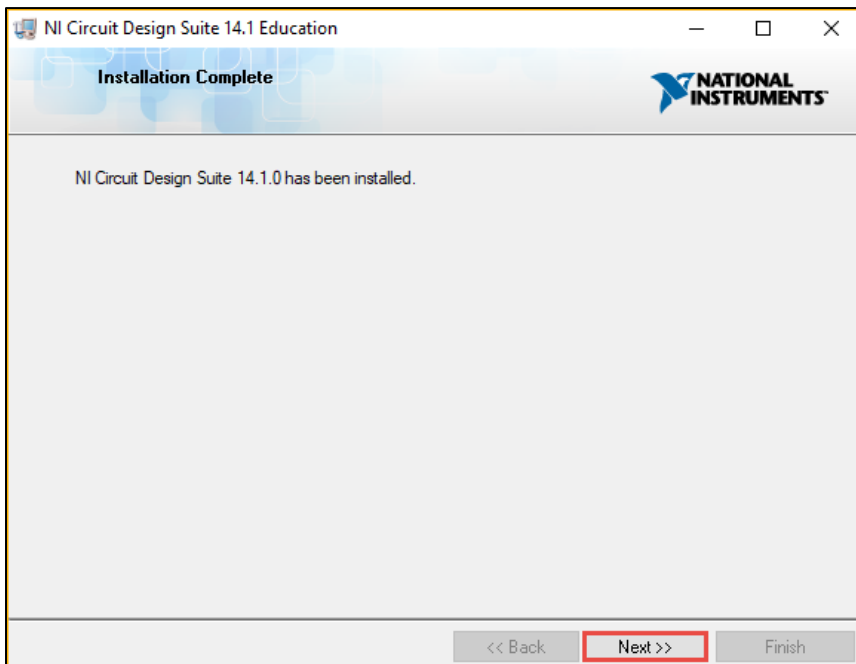 NI Circuit Design Suite 14.1 Education
Installation Complete
NATIONAL
INSTRUMENTS™
NI Circuit Design Suite 14.1.0 has been installed.
<< Back
Next >>
Finish